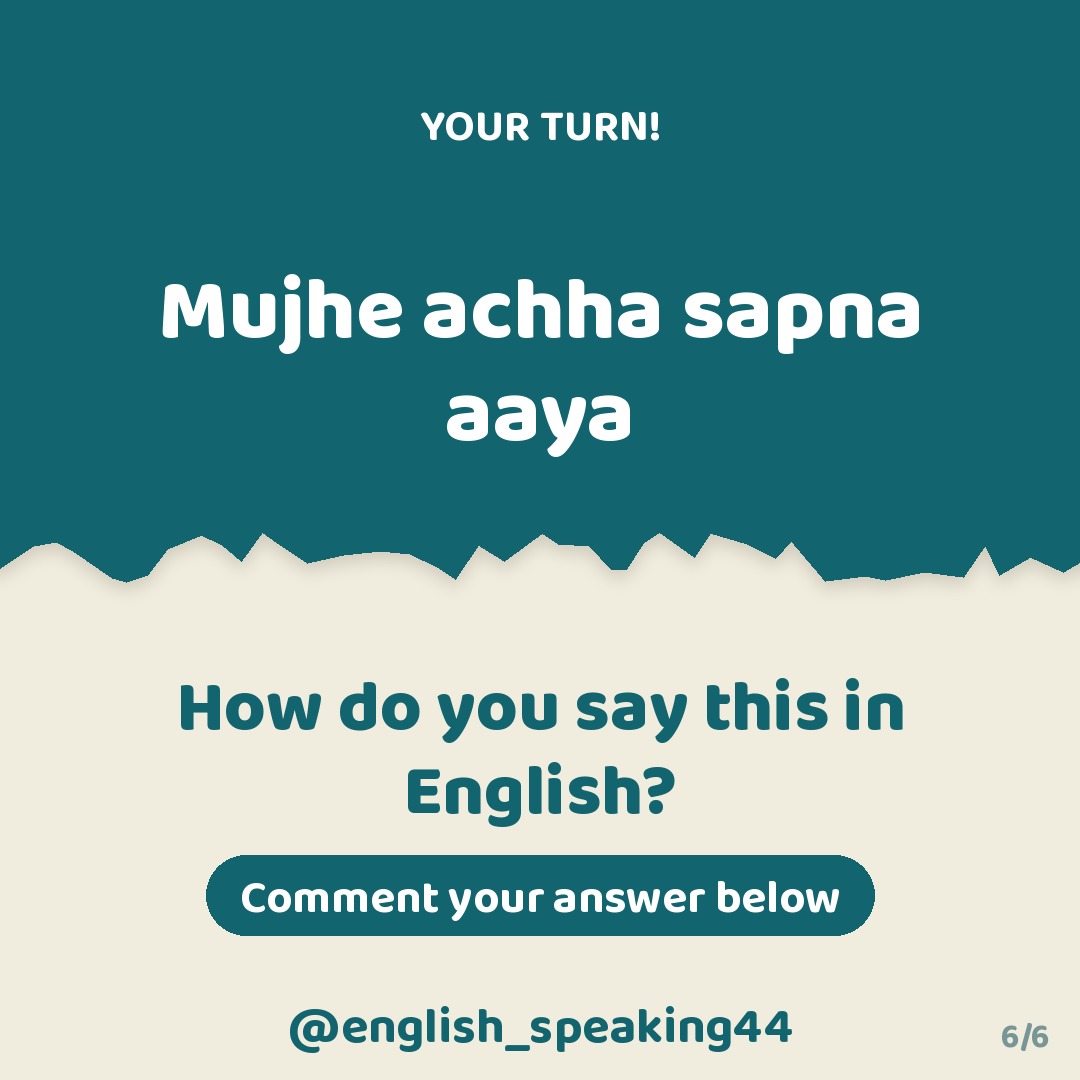 YOUR TURN!
Mujhe achha sapna
aaya
How do you say this in
English?
Comment your answer below
@english_speaking44
6/6